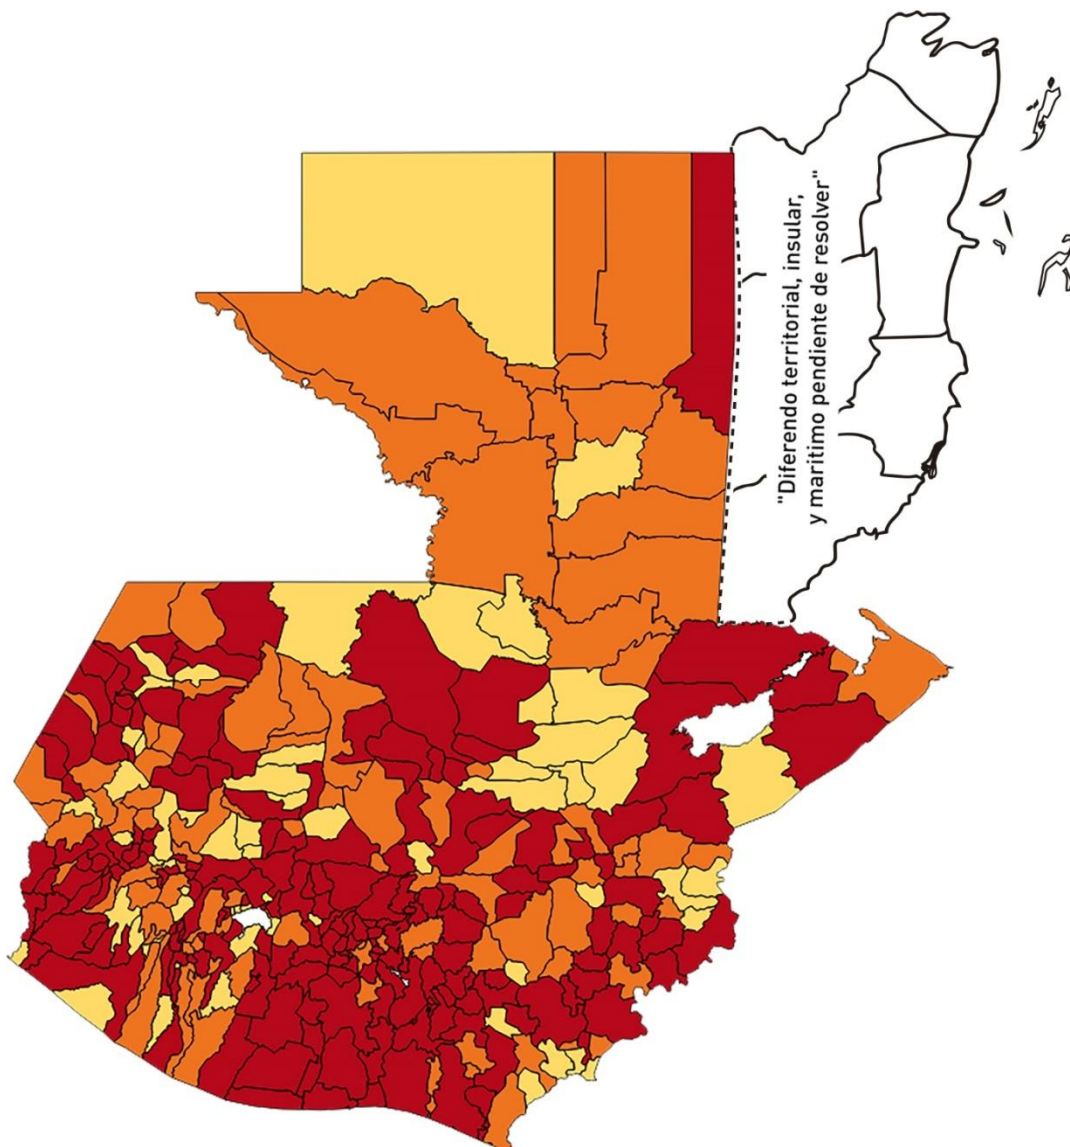 "Diferendo territorial, insular,
y marítimo pendiente de resolver"